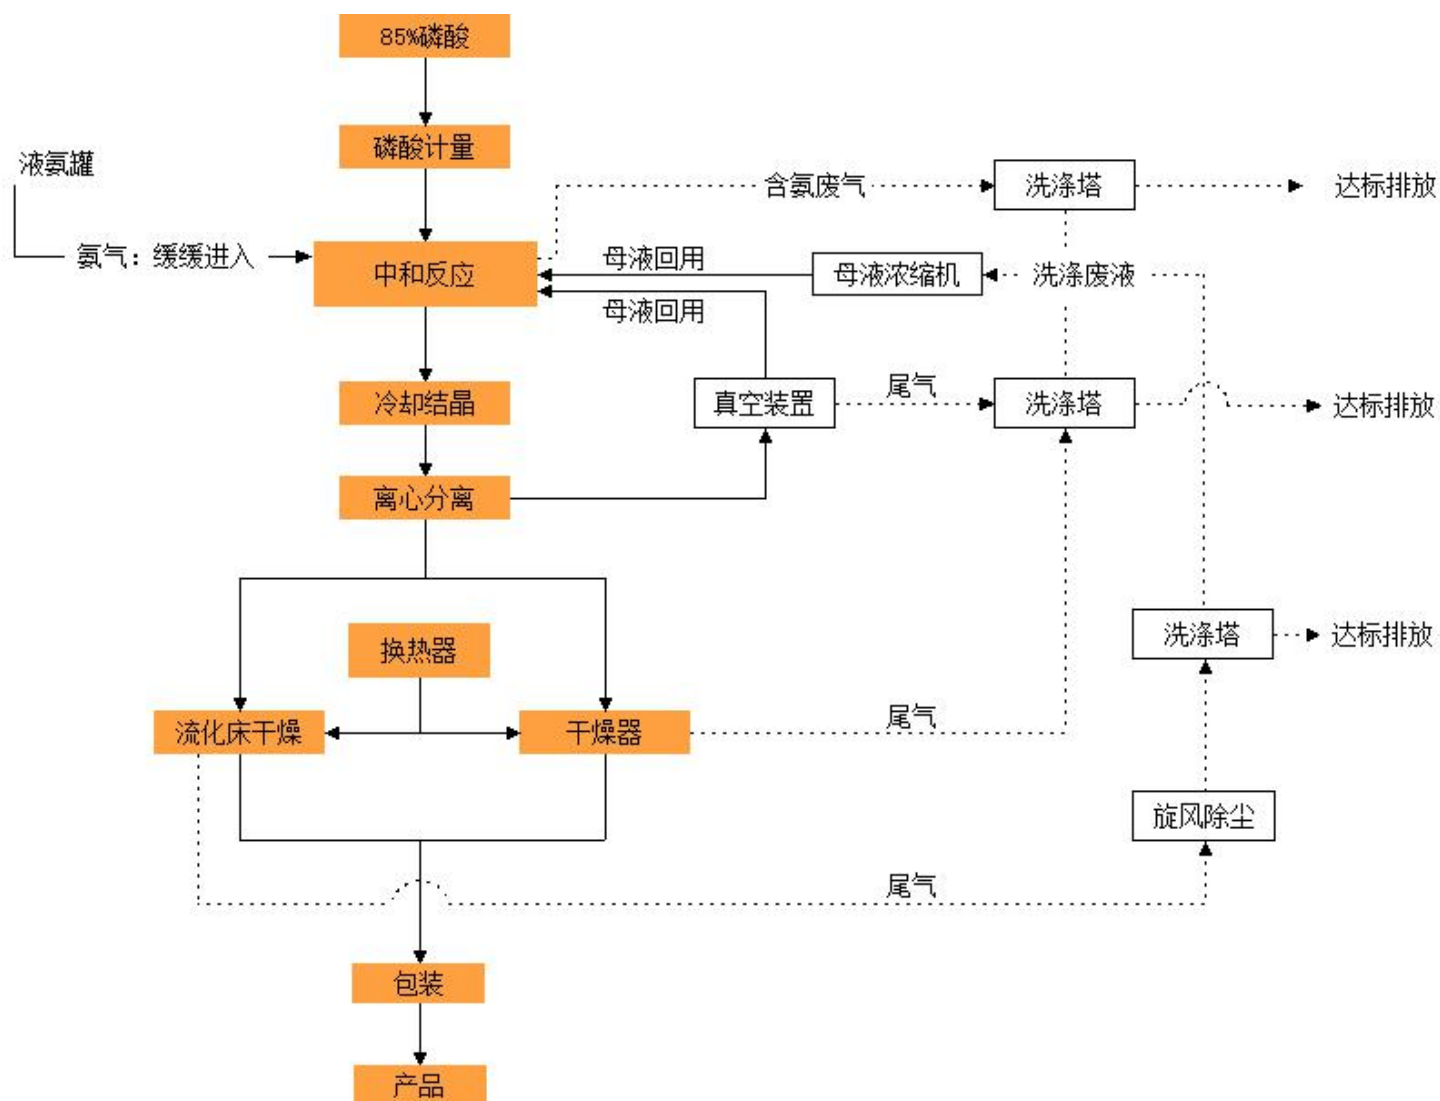 85%磷酸
磷酸计量
液氨罐
含氨废气
洗涤塔
达标排放
氨气：缓缓进入
中和反应
母液回用
母液浓缩机
洗涤废液
母液回用
冷却结晶
真空装置
尾气
洗涤塔
达标排放
离心分离
换热器
洗涤塔
达标排放
流化床干燥
干燥器
尾气
旋风除尘
尾气
包装
产品